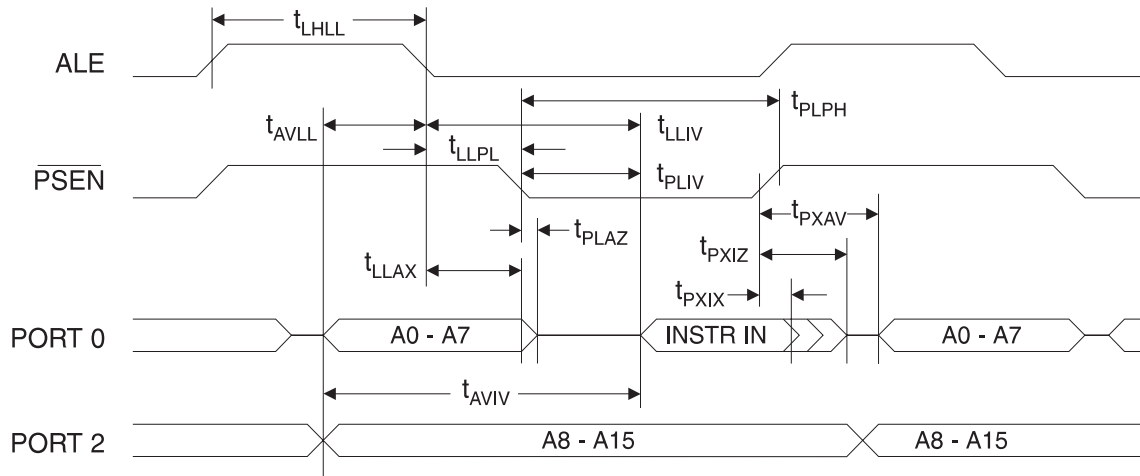 tLHLL
ALE
tPLPH
tAVLL
tLLIV
tLLPL
PSEN
tPLIV
tPXAV
tPLAZ
tPXIZ
tLLAX
tPXIX
PORT 0 A0 - A7 INSTR IN A0 - A7
tAVIV
PORT 2 A8 - A15 A8 - A15